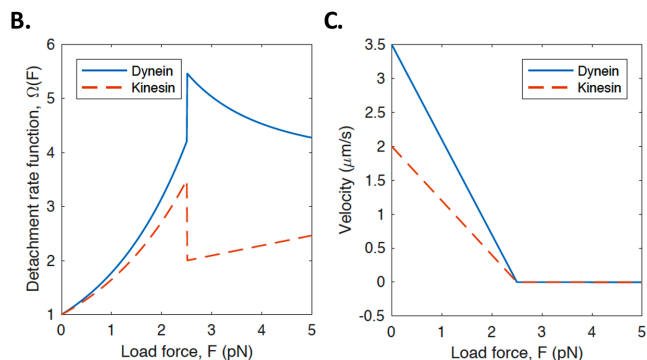 B.
Detachment rate function, Ω(F)
6
5
4
3
2
1
0 1 2 3 4 5
Load force, F (pN)
Dynein
Kinesin
C.
Velocity (μm/s)
3.5
3
2.5
2
1.5
1
0.5
0
-0.5
0 1 2 3 4 5
Load force, F (pN)
Dynein
Kinesin